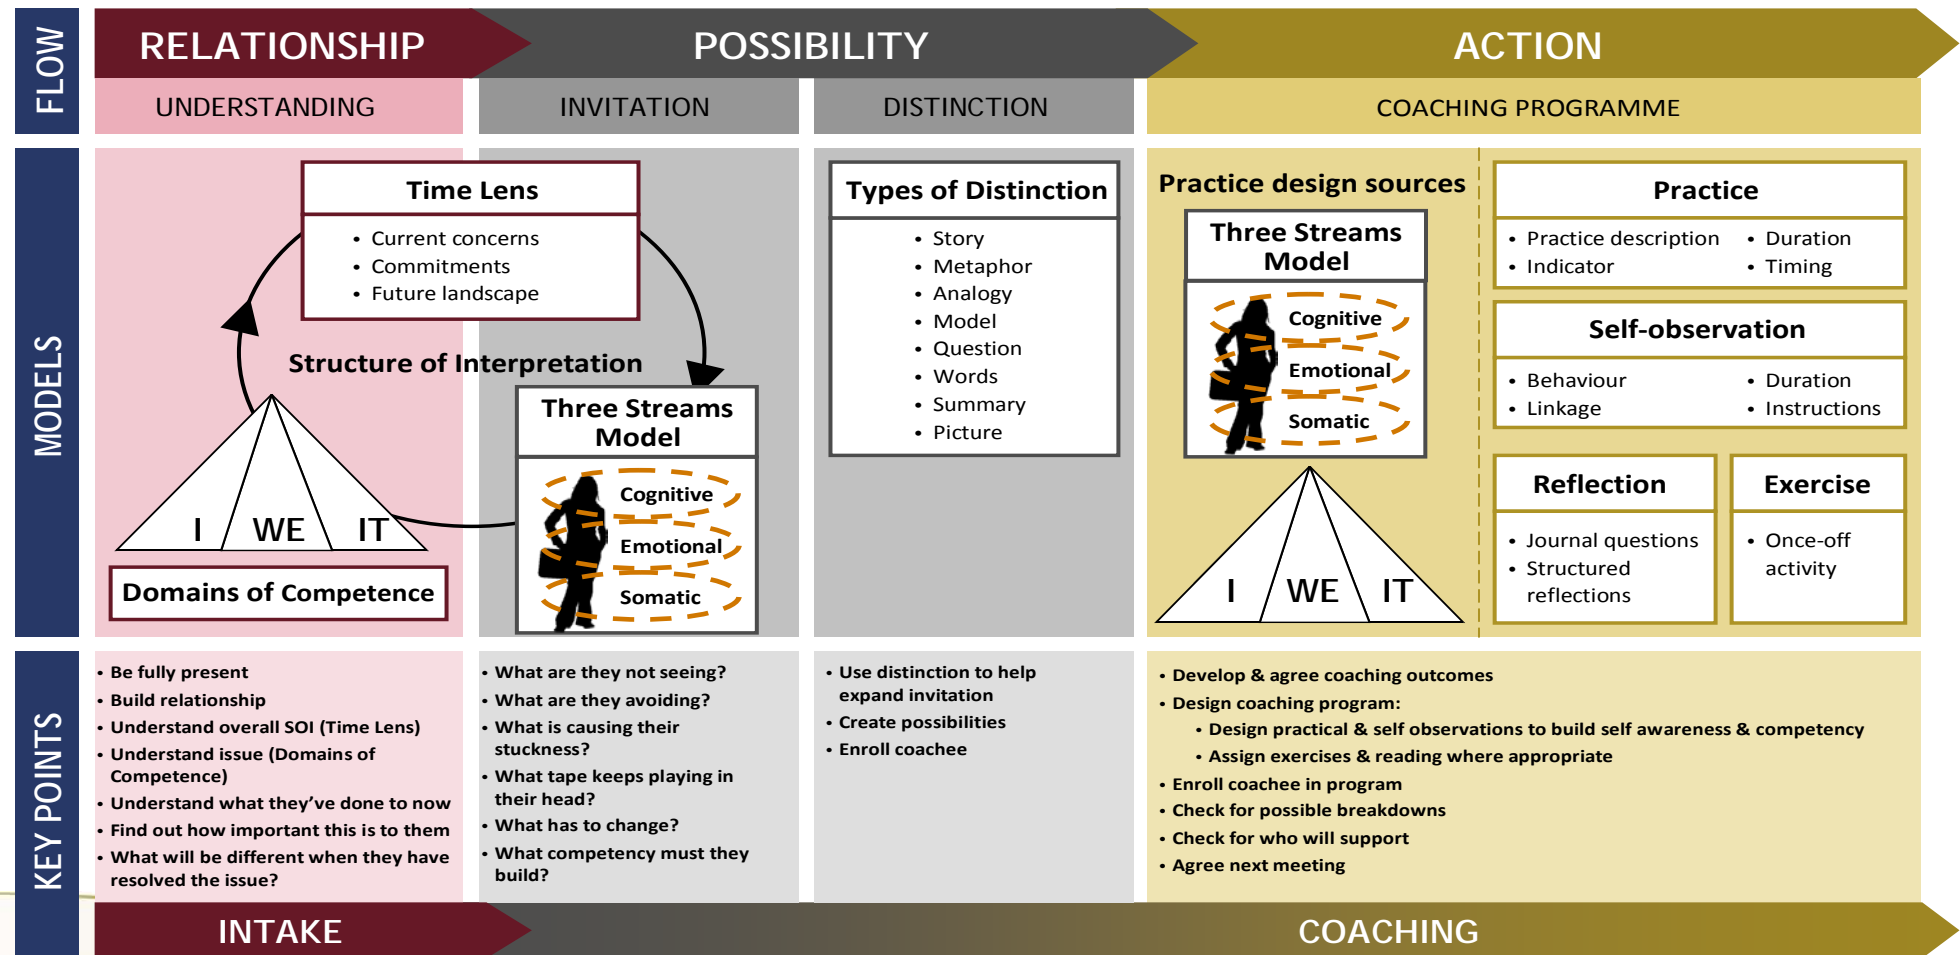 FLOW
RELATIONSHIP
POSSIBILITY
ACTION
UNDERSTANDING
INVITATION
DISTINCTION
COACHING PROGRAMME
MODELS
Time Lens
• Current concerns
• Commitments
• Future landscape
Structure of Interpretation
I
WE
IT
Domains of Competence
Three Streams
Model
Cognitive
Emotional
Somatic
Types of Distinction
• Story
• Metaphor
• Analogy
• Model
• Question
• Words
• Summary
• Picture
Practice design sources
Three Streams
Model
Cognitive
Emotional
Somatic
I
WE
IT
Practice
• Practice description
• Indicator
• Duration
• Timing
Self-observation
• Behaviour
• Linkage
• Duration
• Instructions
Reflection
• Journal questions
• Structured
reflections
Exercise
• Once-off
activity
KEY POINTS
• Be fully present
• Build relationship
• Understand overall SOI (Time Lens)
• Understand issue (Domains of
Competence)
• Understand what they’ve done to now
• Find out how important this is to them
• What will be different when they have
resolved the issue?
• What are they not seeing?
• What are they avoiding?
• What is causing their
stuckness?
• What tape keeps playing in
their head?
• What has to change?
• What competency must they
build?
• Use distinction to help
expand invitation
• Create possibilities
• Enroll coachee
• Develop & agree coaching outcomes
• Design coaching program:
• Design practical & self observations to build self awareness & competency
• Assign exercises & reading where appropriate
• Enroll coachee in program
• Check for possible breakdowns
• Check for who will support
• Agree next meeting
INTAKE
COACHING